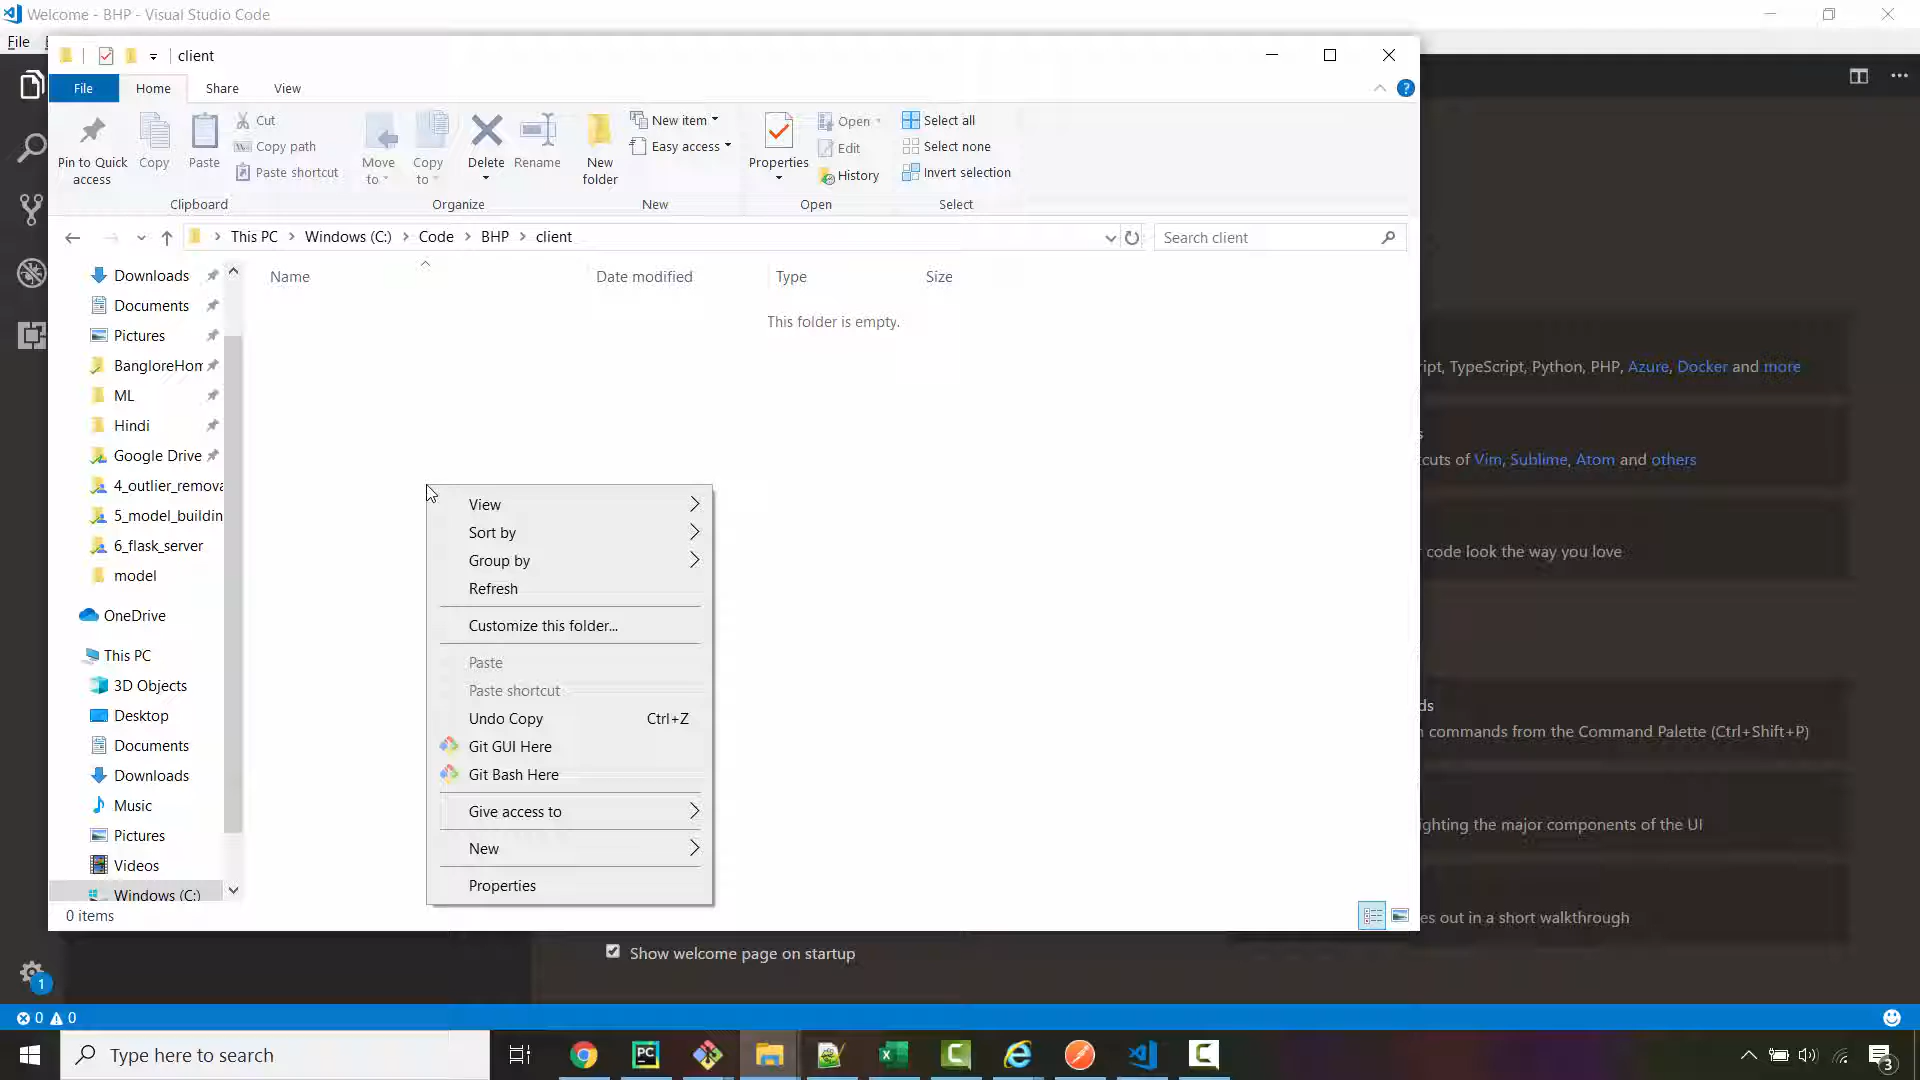 Welcome - BHP - Visual Studio Code
File
client
File Home Share View
Pin to Quick access
Copy
Paste
Cut
Copy path
Paste shortcut
Move to
Copy to
Delete
Rename
New folder
New item
Easy access
Properties
Open
Edit
History
Select all
Select none
Invert selection
Clipboard Organize New Open Select
This PC Windows (C:) Code BHP client
Search client
Name Date modified Type Size
This folder is empty.
Downloads
Documents
Pictures
BangloreHom
ML
Hindi
Google Drive
4_outlier_remova
5_model_buildin
6_flask_server
model
OneDrive
This PC
3D Objects
Desktop
Documents
Downloads
Music
Pictures
Videos
Windows (C:)
0 items
View
Sort by
Group by
Refresh
Customize this folder...
Paste
Paste shortcut
Undo Copy Ctrl+Z
Git GUI Here
Git Bash Here
Give access to
New
Properties
ript, TypeScript, Python, PHP, Azure, Docker and more
s
cuts of Vim, Sublime, Atom and others
code look the way you love
ds
commands from the Command Palette (Ctrl+Shift+P)
ighting the major components of the UI
es out in a short walkthrough
Show welcome page on startup
1
0 0
Type here to search
PC
3